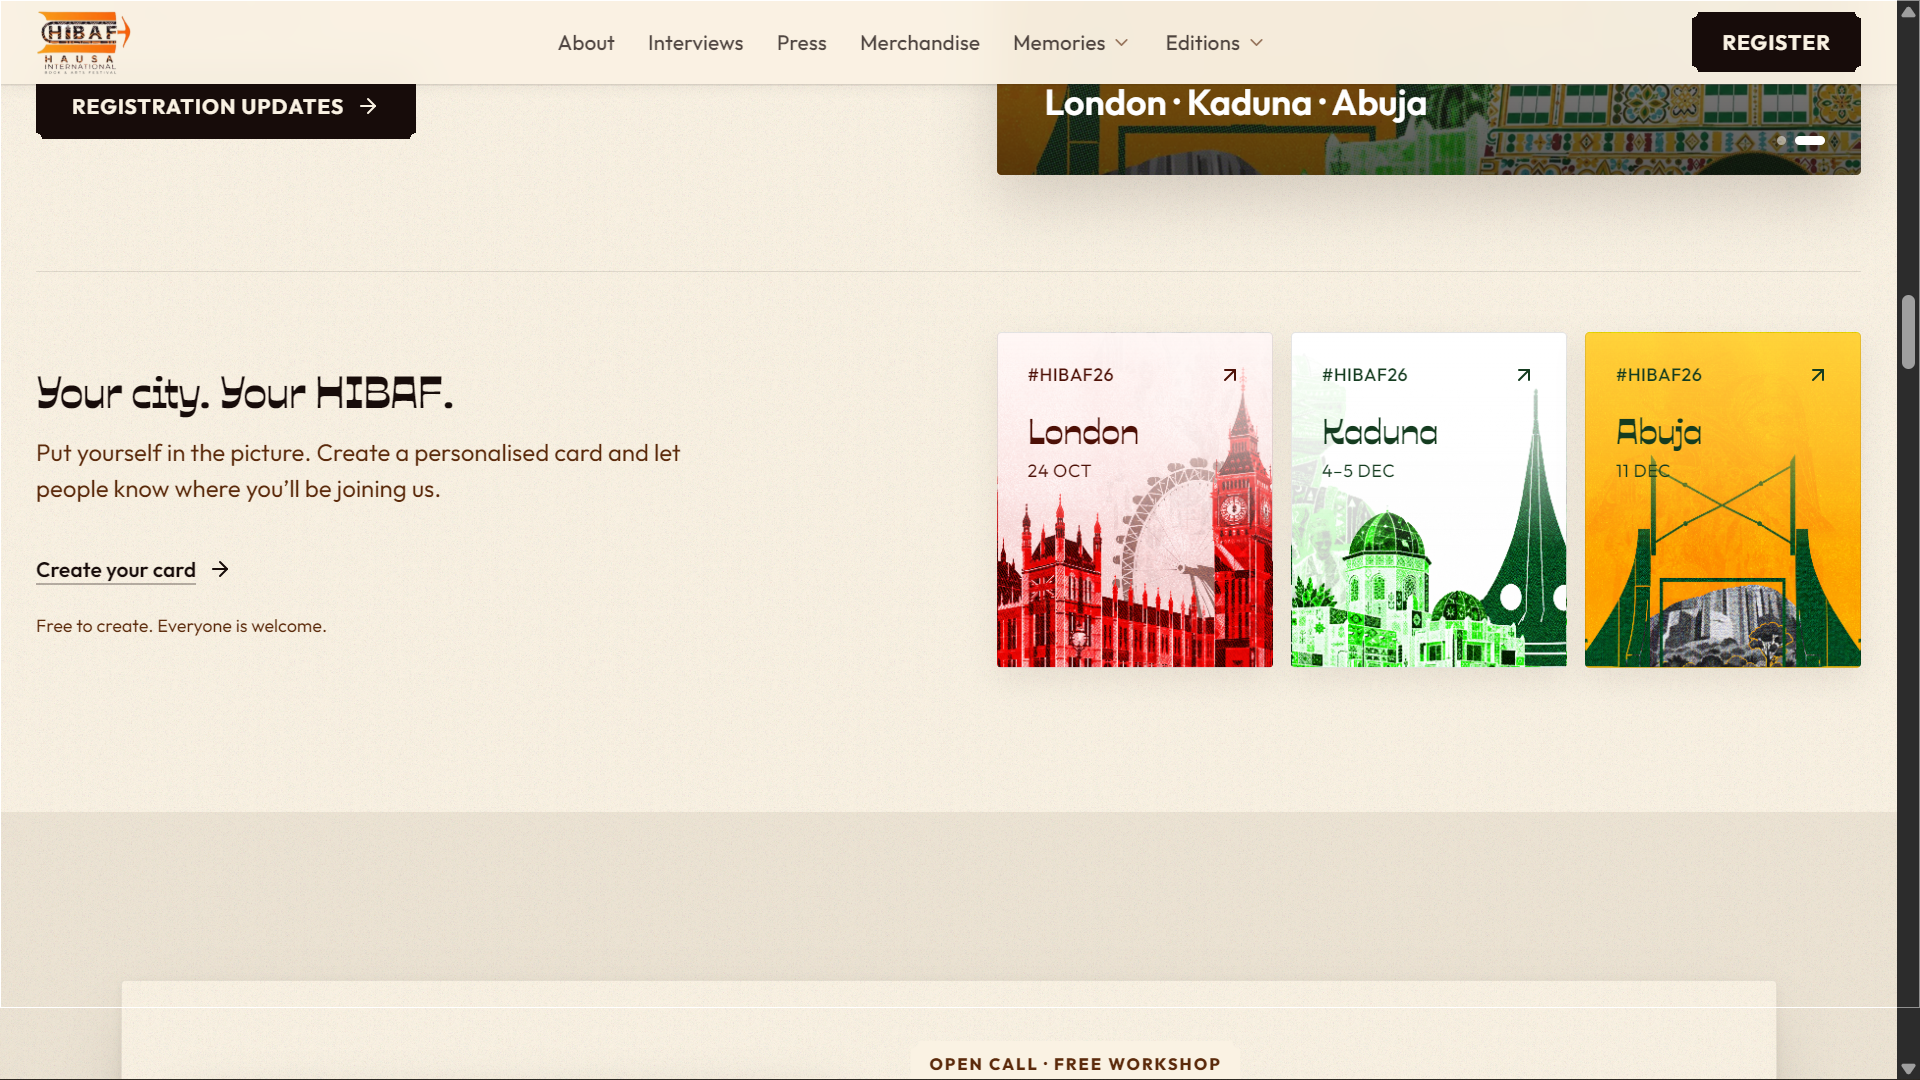 HIBAF
HAUSA
INTERNATIONAL
BOOK & ARTS FESTIVAL
About
Interviews
Press
Merchandise
Memories
Editions
REGISTER
REGISTRATION UPDATES
London · Kaduna · Abuja
Your city. Your HIBAF.
Put yourself in the picture. Create a personalised card and let
people know where you’ll be joining us.
Create your card
Free to create. Everyone is welcome.
#HIBAF26
London
24 OCT
#HIBAF26
Kaduna
4–5 DEC
#HIBAF26
Abuja
11 DEC
OPEN CALL · FREE WORKSHOP